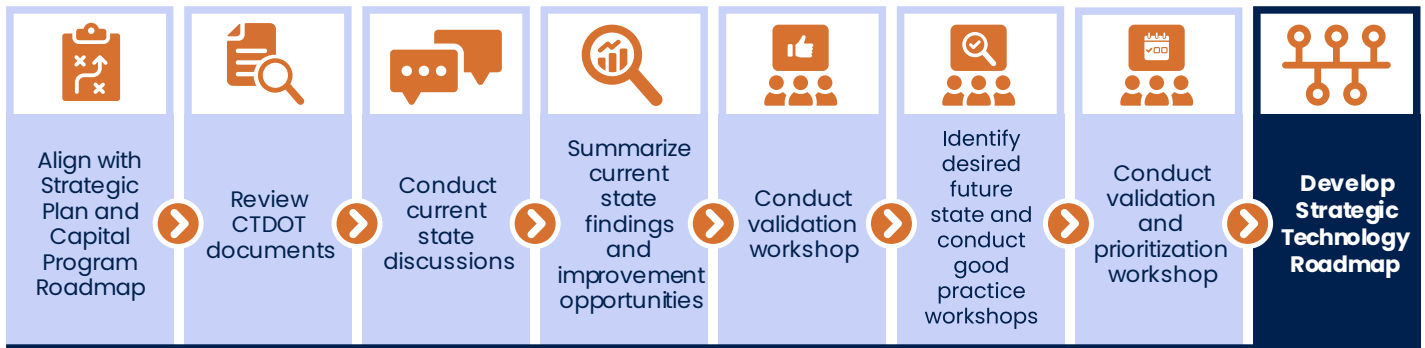 Align with
Strategic
Plan and
Capital
Program
Roadmap
Review
CTDOT
documents
Conduct
current
state
discussions
Summarize
current
state
findings
and
improvement
opportunities
Conduct
validation
workshop
Identify
desired
future
state and
conduct
good
practice
workshops
Conduct
validation
and
prioritization
workshop
Develop
Strategic
Technology
Roadmap